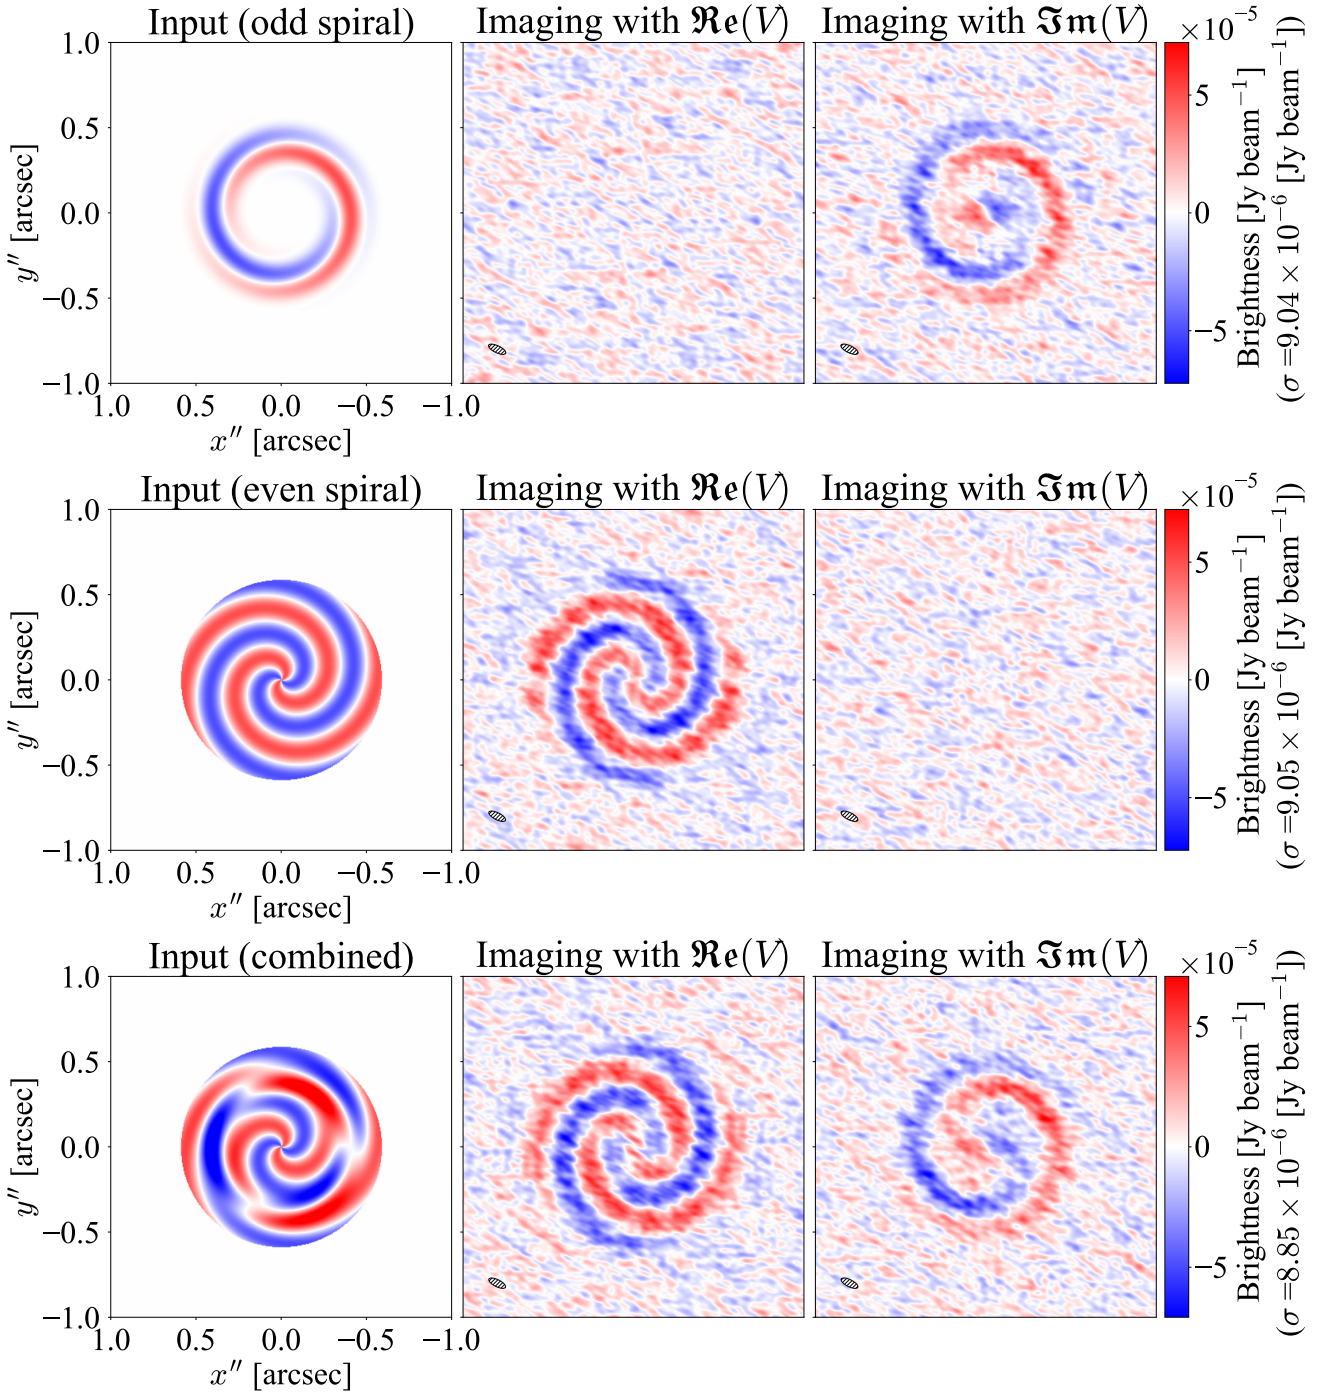 Input (odd spiral) Imaging with ℜ𝔢(V) Imaging with ℑ𝔪(V) ×10⁻⁵
1.0
0.5
0.0
−0.5
−1.0
y″ [arcsec]
1.0 0.5 0.0 −0.5 −1.0
x″ [arcsec]
5
0
−5
Brightness [Jy beam⁻¹]
(σ =9.04 × 10⁻⁶ [Jy beam⁻¹])
Input (even spiral) Imaging with ℜ𝔢(V) Imaging with ℑ𝔪(V) ×10⁻⁵
1.0
0.5
0.0
−0.5
−1.0
y″ [arcsec]
1.0 0.5 0.0 −0.5 −1.0
x″ [arcsec]
5
0
−5
Brightness [Jy beam⁻¹]
(σ =9.05 × 10⁻⁶ [Jy beam⁻¹])
Input (combined) Imaging with ℜ𝔢(V) Imaging with ℑ𝔪(V) ×10⁻⁵
1.0
0.5
0.0
−0.5
−1.0
y″ [arcsec]
1.0 0.5 0.0 −0.5 −1.0
x″ [arcsec]
5
0
−5
Brightness [Jy beam⁻¹]
(σ =8.85 × 10⁻⁶ [Jy beam⁻¹])